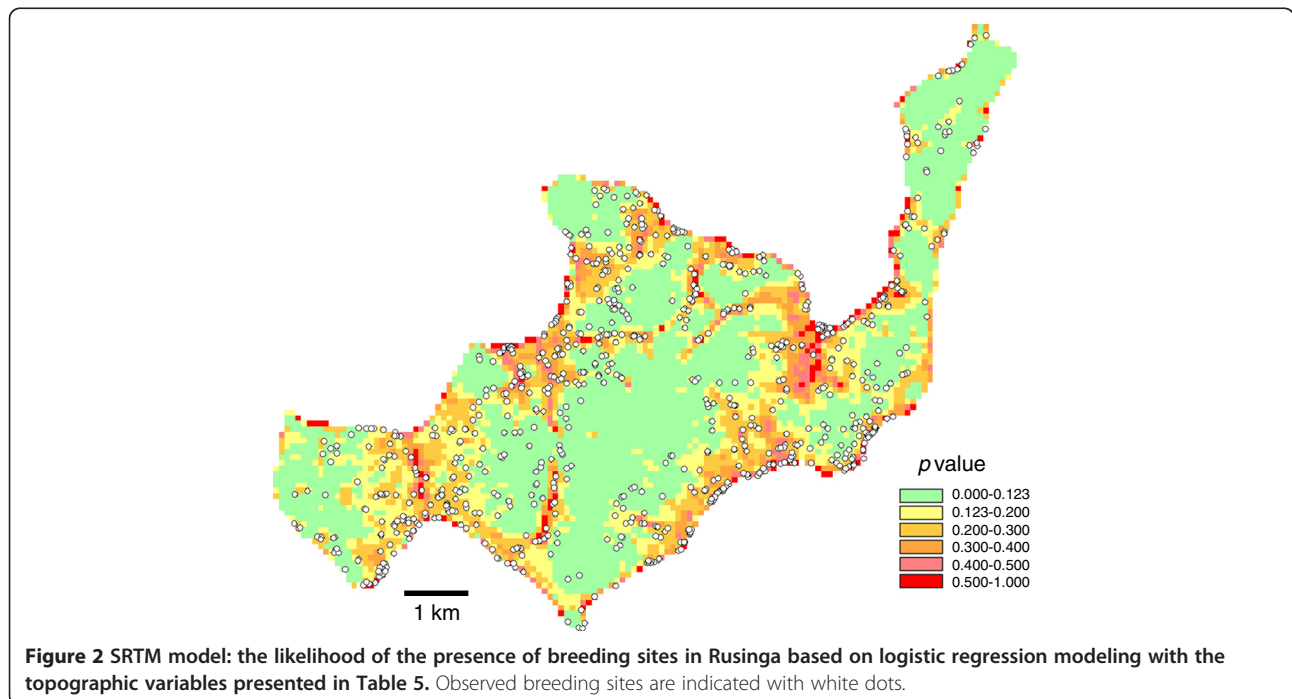 p value
0.000-0.123
0.123-0.200
0.200-0.300
0.300-0.400
0.400-0.500
0.500-1.000
1 km
Figure 2 SRTM model: the likelihood of the presence of breeding sites in Rusinga based on logistic regression modeling with the
topographic variables presented in Table 5. Observed breeding sites are indicated with white dots.